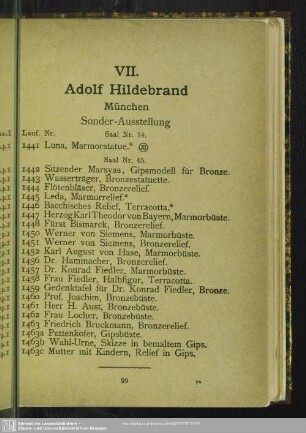 VII.
Adolf Hildebrand
München
Sonder-Ausstellung
Lauf. Nr. Saal Nr. 54.
1441 Luna, Marmorstatue.*
Saal Nr. 45.
1442 Sitzender Marsyas, Gipsmodell für Bronze.
1443 Wasserträger, Bronzestatuette.
1444 Flötenbläser, Bronzerelief.
1445 Leda, Marmorrelief.*
1446 Bacchisches Relief, Terracotta.*
1447 Herzog Karl Theodor von Bayern, Marmorbüste.
1448 Fürst Bismarck, Bronzerelief.
1450 Werner von Siemens, Marmorbüste.
1451 Werner von Siemens, Bronzerelief.
1452 Karl August von Hase, Marmorbüste.
1456 Dr. Hammacher, Bronzerelief.
1457 Dr. Konrad Fiedler, Marmorbüste.
1458 Frau Fiedler, Halbfigur, Terracotta.
1459 Gedenktafel für Dr. Konrad Fiedler, Bronze.
1460 Prof. Joachim, Bronzebüste.
1461 Herr H. Aust, Bronzebüste.
1462 Frau Locher, Bronzebüste.
1463 Friedrich Bruckmann, Bronzerelief.
1463a Pettenkofer, Gipsbüste.
1463b Wahl-Urne, Skizze in bemaltem Gips.
1463c Mutter mit Kindern, Relief in Gips.
99 7*